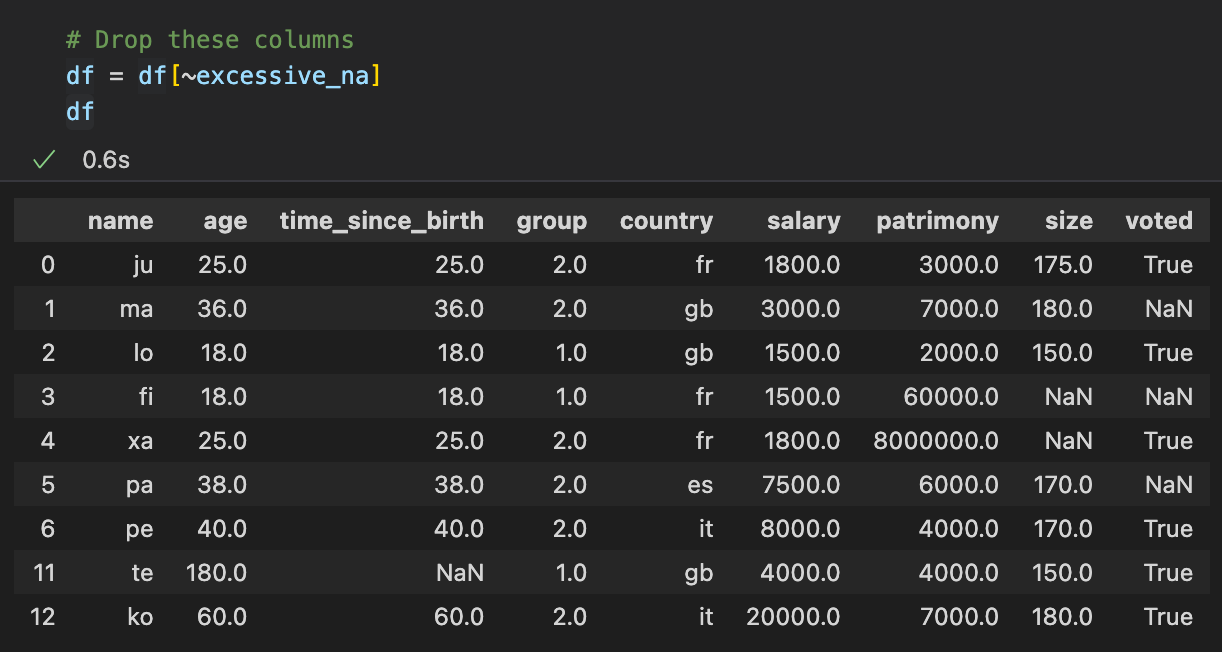 # Drop these columns
df = df[~excessive_na]
df
0.6s
name age time_since_birth group country salary patrimony size voted
0 ju 25.0 25.0 2.0 fr 1800.0 3000.0 175.0 True
1 ma 36.0 36.0 2.0 gb 3000.0 7000.0 180.0 NaN
2 lo 18.0 18.0 1.0 gb 1500.0 2000.0 150.0 True
3 fi 18.0 18.0 1.0 fr 1500.0 60000.0 NaN NaN
4 xa 25.0 25.0 2.0 fr 1800.0 8000000.0 NaN True
5 pa 38.0 38.0 2.0 es 7500.0 6000.0 170.0 NaN
6 pe 40.0 40.0 2.0 it 8000.0 4000.0 170.0 True
11 te 180.0 NaN 1.0 gb 4000.0 4000.0 150.0 True
12 ko 60.0 60.0 2.0 it 20000.0 7000.0 180.0 True